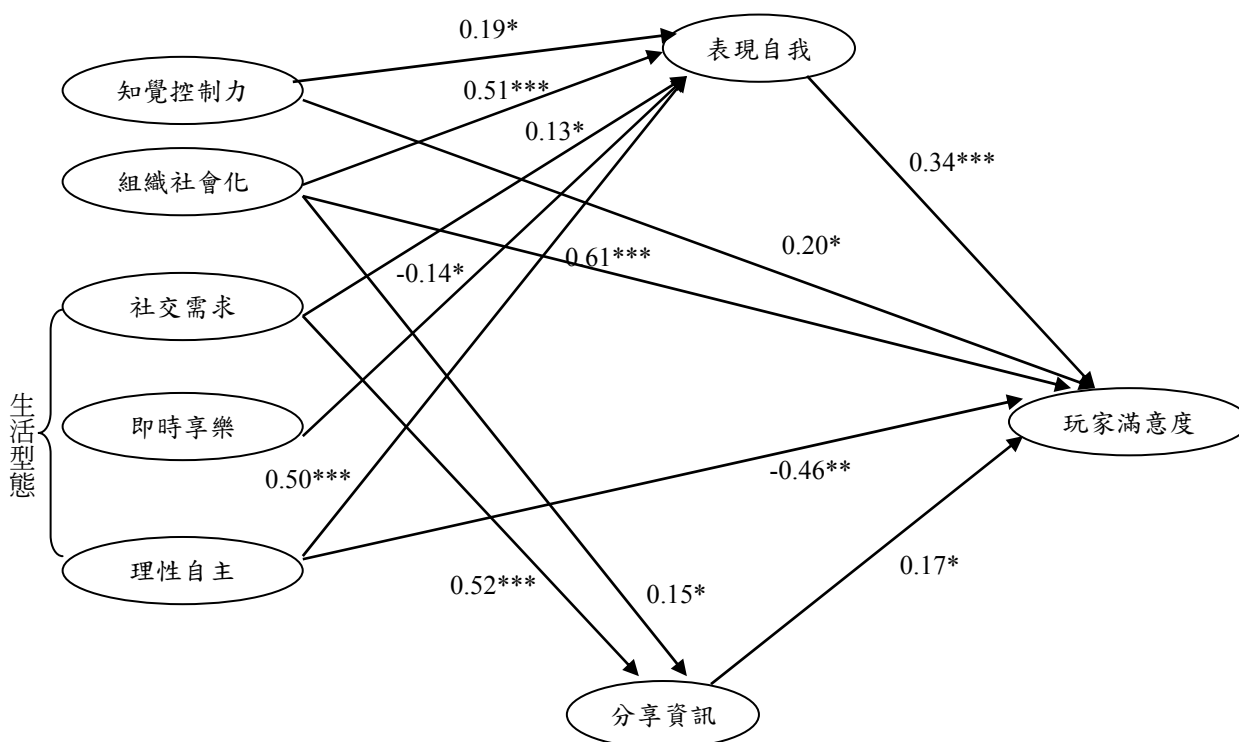 0.19*
表現自我
知覺控制力
0.51***
0.13*
0.34***
組織社會化
0.20*
0.61***
-0.14*
社交需求
生活型態
即時享樂
玩家滿意度
0.50***
-0.46**
理性自主
0.52***
0.15*
0.17*
分享資訊